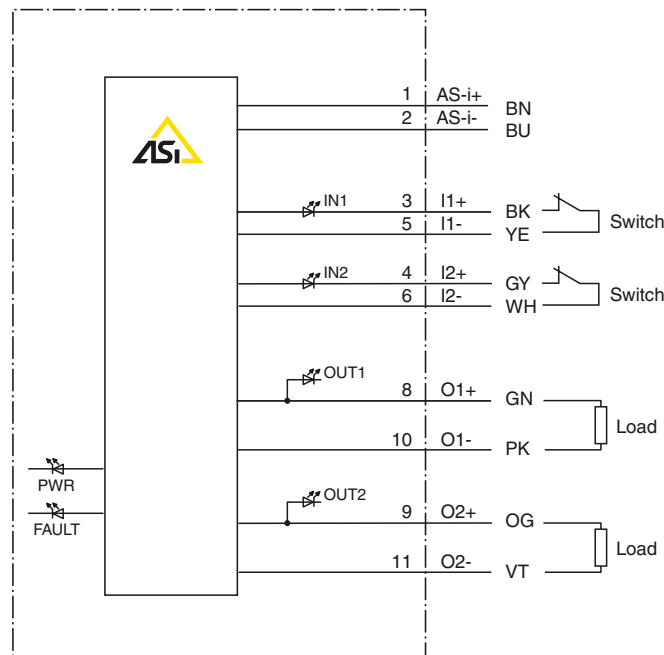 1 AS-i+ BN
2 AS-i- BU
ASi
IN1 3 I1+ BK
5 I1- YE
Switch
IN2 4 I2+ GY
6 I2- WH
Switch
OUT1
8 O1+ GN
Load
10 O1- PK
PWR
OUT2
9 O2+ OG
FAULT
Load
11 O2- VT